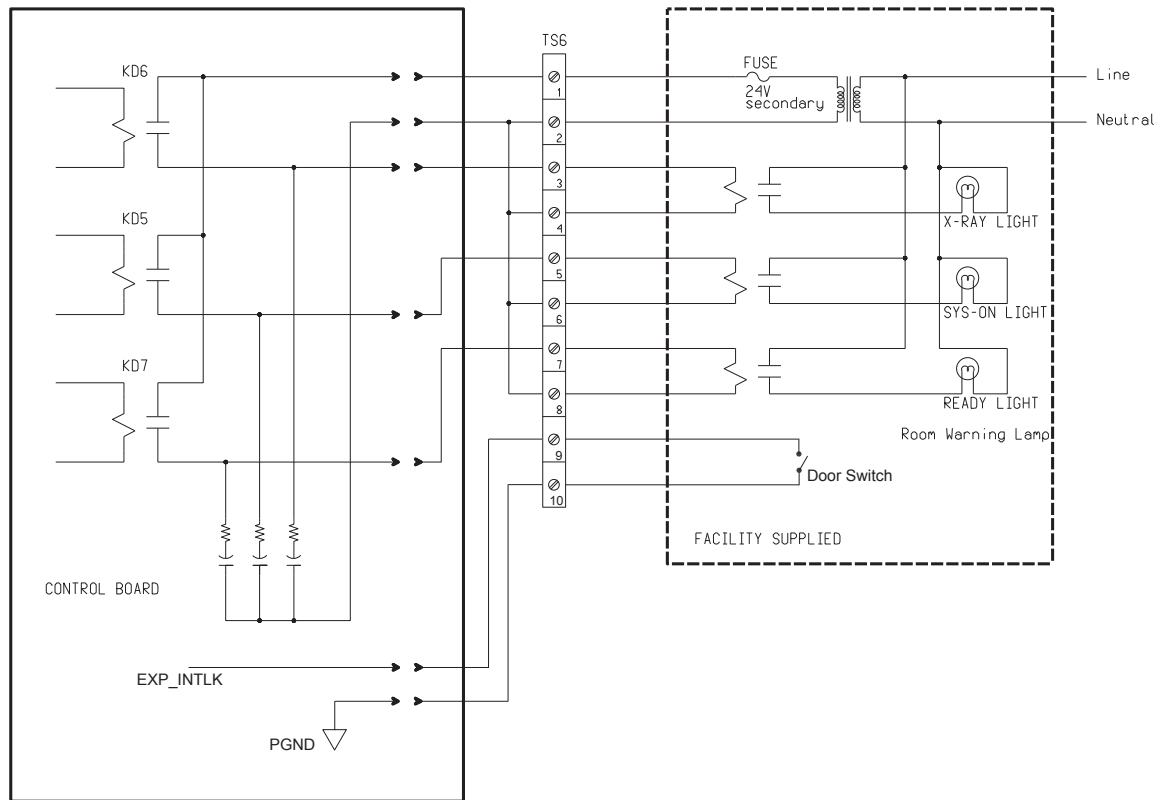 TS6
KD6
FUSE
24V
secondary
Line
1
Neutral
2
3
X-RAY LIGHT
4
KD5
5
SYS-ON LIGHT
6
KD7
7
READY LIGHT
8
Room Warning Lamp
9
Door Switch
10
FACILITY SUPPLIED
CONTROL BOARD
EXP_INTLK
PGND